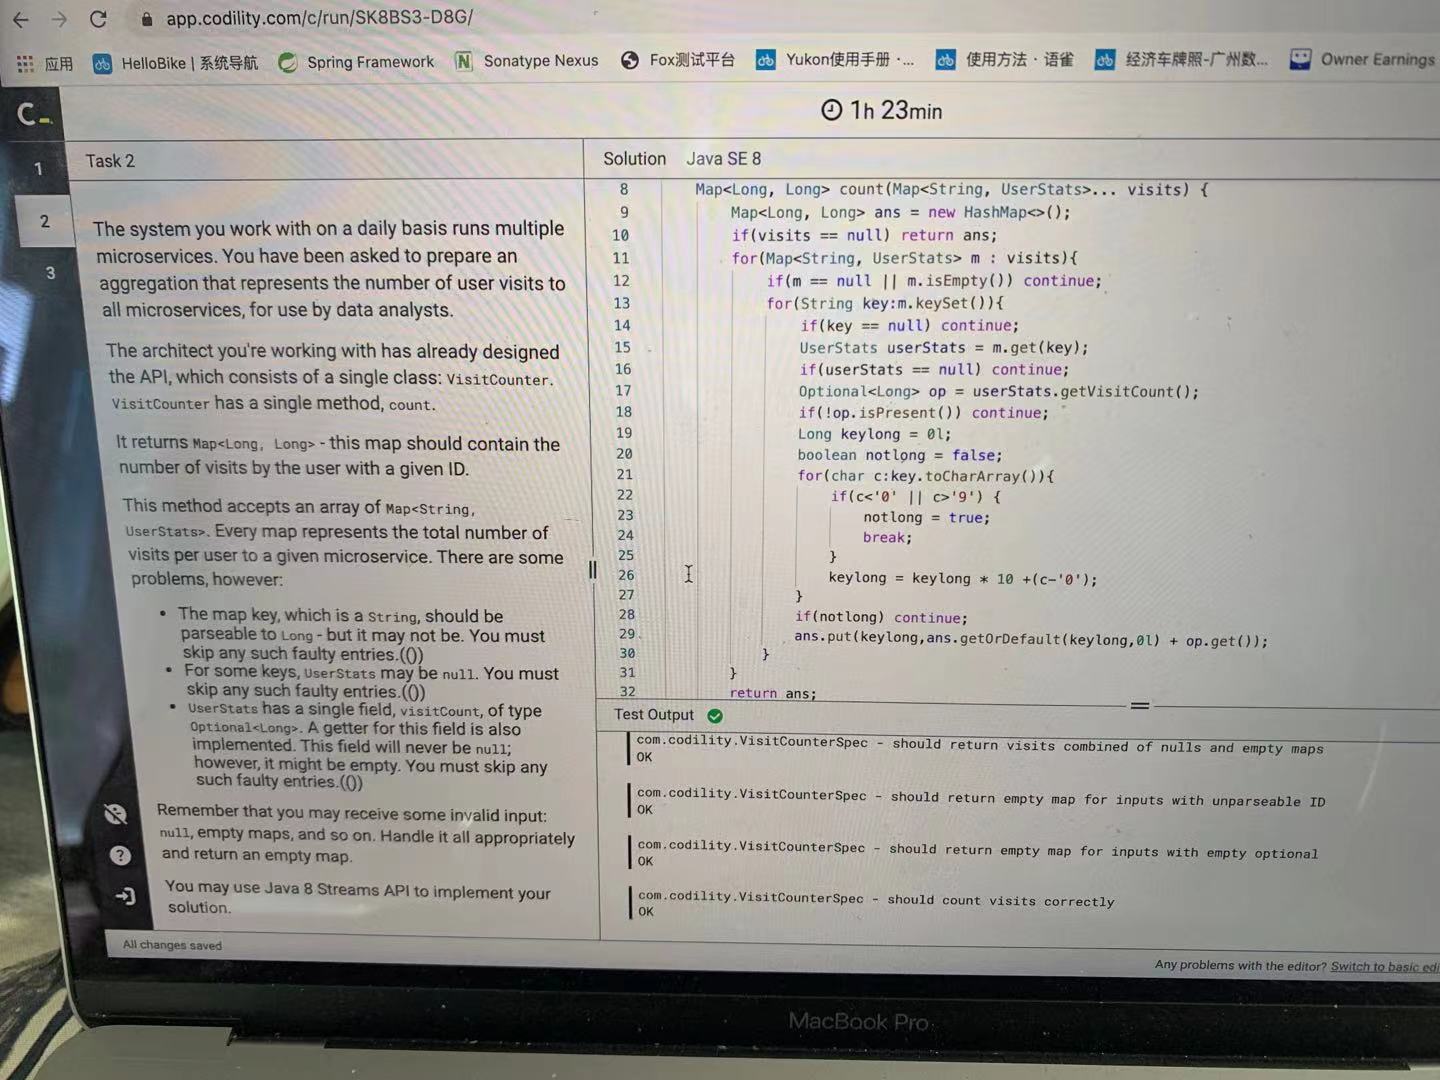 app.codility.com/c/run/SK8BS3-D8G/
应用 HelloBike | 系统导航 Spring Framework Sonatype Nexus Fox测试平台 Yukon使用手册 ·... 使用方法 · 语雀 经济车牌照-广州数... Owner Earnings
C_
1h 23min
1
2
3
Task 2
The system you work with on a daily basis runs multiple
microservices. You have been asked to prepare an
aggregation that represents the number of user visits to
all microservices, for use by data analysts.
The architect you're working with has already designed
the API, which consists of a single class: VisitCounter.
VisitCounter has a single method, count.
It returns Map<Long, Long> - this map should contain the
number of visits by the user with a given ID.
This method accepts an array of Map<String,
UserStats>. Every map represents the total number of
visits per user to a given microservice. There are some
problems, however:
• The map key, which is a String, should be
parseable to Long - but it may not be. You must
skip any such faulty entries.(())
• For some keys, UserStats may be null. You must
skip any such faulty entries.(())
• UserStats has a single field, visitCount, of type
Optional<Long>. A getter for this field is also
implemented. This field will never be null;
however, it might be empty. You must skip any
such faulty entries.(())
Remember that you may receive some invalid input:
null, empty maps, and so on. Handle it all appropriately
and return an empty map.
You may use Java 8 Streams API to implement your
solution.
All changes saved
Solution Java SE 8
8 Map<Long, Long> count(Map<String, UserStats>... visits) {
9 Map<Long, Long> ans = new HashMap<>();
10 if(visits == null) return ans;
11 for(Map<String, UserStats> m : visits){
12 if(m == null || m.isEmpty()) continue;
13 for(String key:m.keySet()){
14 if(key == null) continue;
15 UserStats userStats = m.get(key);
16 if(userStats == null) continue;
17 Optional<Long> op = userStats.getVisitCount();
18 if(!op.isPresent()) continue;
19 Long keylong = 0l;
20 boolean notlong = false;
21 for(char c:key.toCharArray()){
22 if(c<'0' || c>'9') {
23 notlong = true;
24 break;
25 }
26 keylong = keylong * 10 +(c-'0');
27 }
28 if(notlong) continue;
29 ans.put(keylong,ans.getOrDefault(keylong,0l) + op.get());
30 }
31 }
32 return ans;
Test Output
com.codility.VisitCounterSpec - should return visits combined of nulls and empty maps
OK
com.codility.VisitCounterSpec - should return empty map for inputs with unparseable ID
OK
com.codility.VisitCounterSpec - should return empty map for inputs with empty optional
OK
com.codility.VisitCounterSpec - should count visits correctly
OK
Any problems with the editor? Switch to basic edi
MacBook Pro